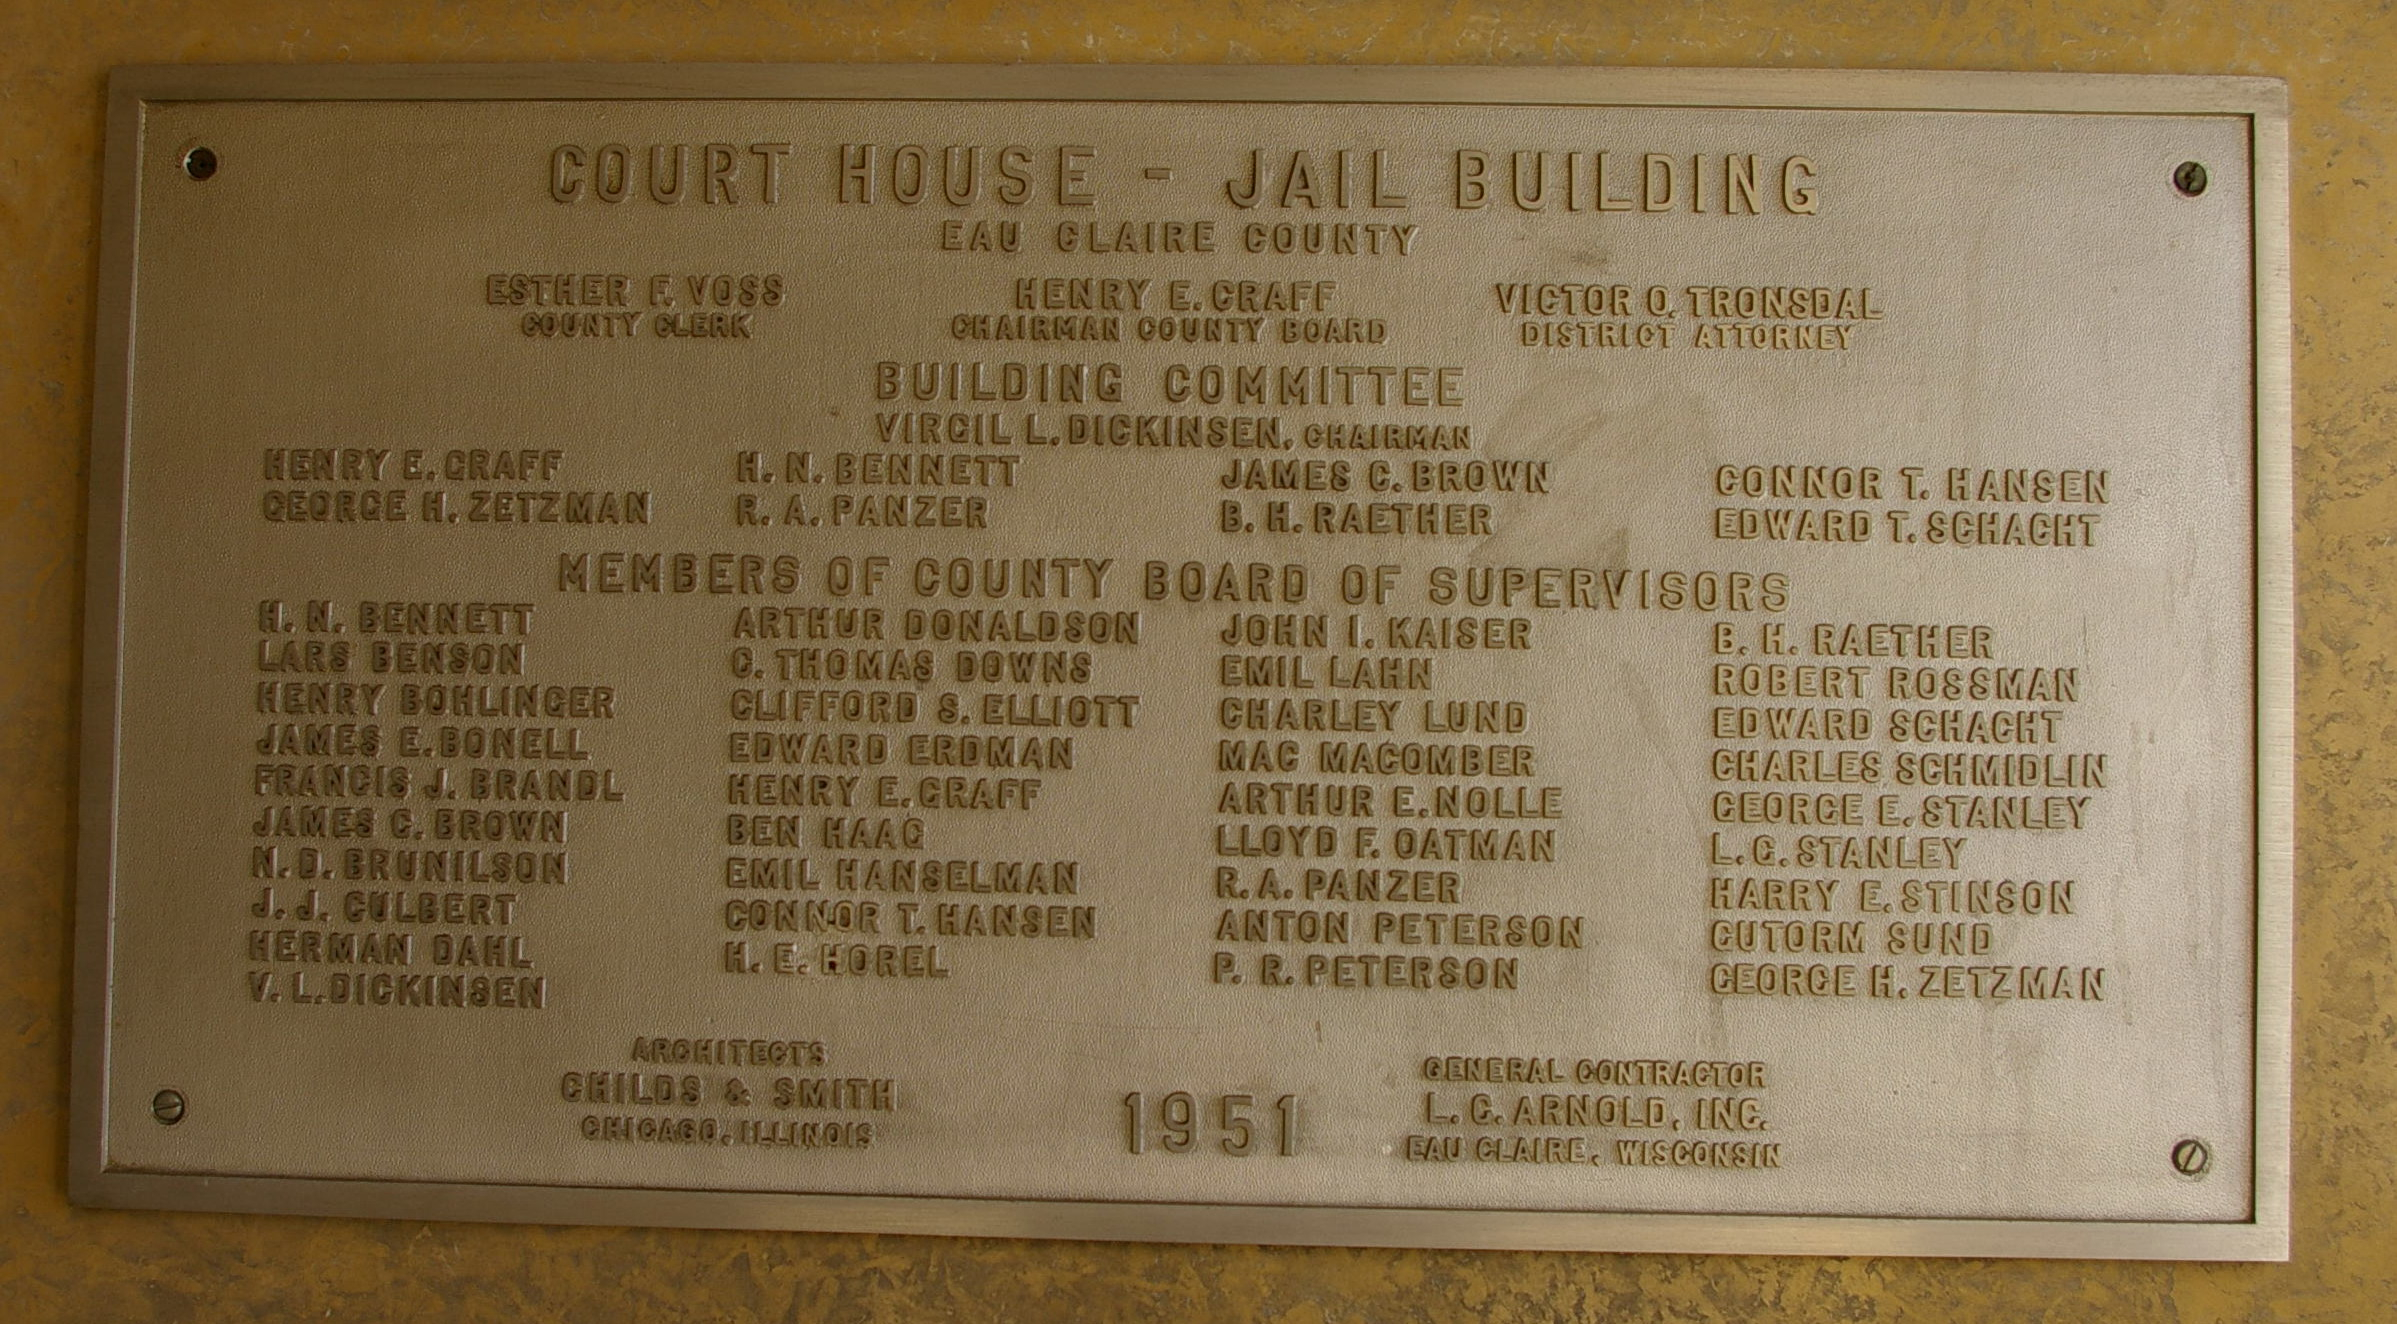 COURT HOUSE - JAIL BUILDING
EAU CLAIRE COUNTY
ESTHER F. VOSS
COUNTY CLERK
HENRY E. GRAFF
CHAIRMAN COUNTY BOARD
VICTOR O. TRONSDAL
DISTRICT ATTORNEY
BUILDING COMMITTEE
VIRGIL L. DICKINSEN, CHAIRMAN
HENRY E. GRAFF
GEORGE H. ZETZMAN
H. N. BENNETT
R. A. PANZER
JAMES C. BROWN
B. H. RAETHER
CONNOR T. HANSEN
EDWARD T. SCHACHT
MEMBERS OF COUNTY BOARD OF SUPERVISORS
H. N. BENNETT
LARS BENSON
HENRY BOHLINGER
JAMES E. BONELL
FRANCIS J. BRANDL
JAMES C. BROWN
N. D. BRUNILSON
J. J. CULBERT
HERMAN DAHL
V. L. DICKINSEN
ARTHUR DONALDSON
C. THOMAS DOWNS
CLIFFORD S. ELLIOTT
EDWARD ERDMAN
HENRY E. GRAFF
BEN HAAG
EMIL HANSELMAN
CONNOR T. HANSEN
H. E. HOREL
JOHN I. KAISER
EMIL LAHN
CHARLEY LUND
MAC MACOMBER
ARTHUR E. NOLLE
LLOYD F. OATMAN
R. A. PANZER
ANTON PETERSON
P. R. PETERSON
B. H. RAETHER
ROBERT ROSSMAN
EDWARD SCHACHT
CHARLES SCHMIDLIN
GEORGE E. STANLEY
L. G. STANLEY
HARRY E. STINSON
GUTORM SUND
GEORGE H. ZETZMAN
ARCHITECTS
CHILDS & SMITH
CHICAGO, ILLINOIS
1951
GENERAL CONTRACTOR
L. G. ARNOLD, INC.
EAU CLAIRE, WISCONSIN